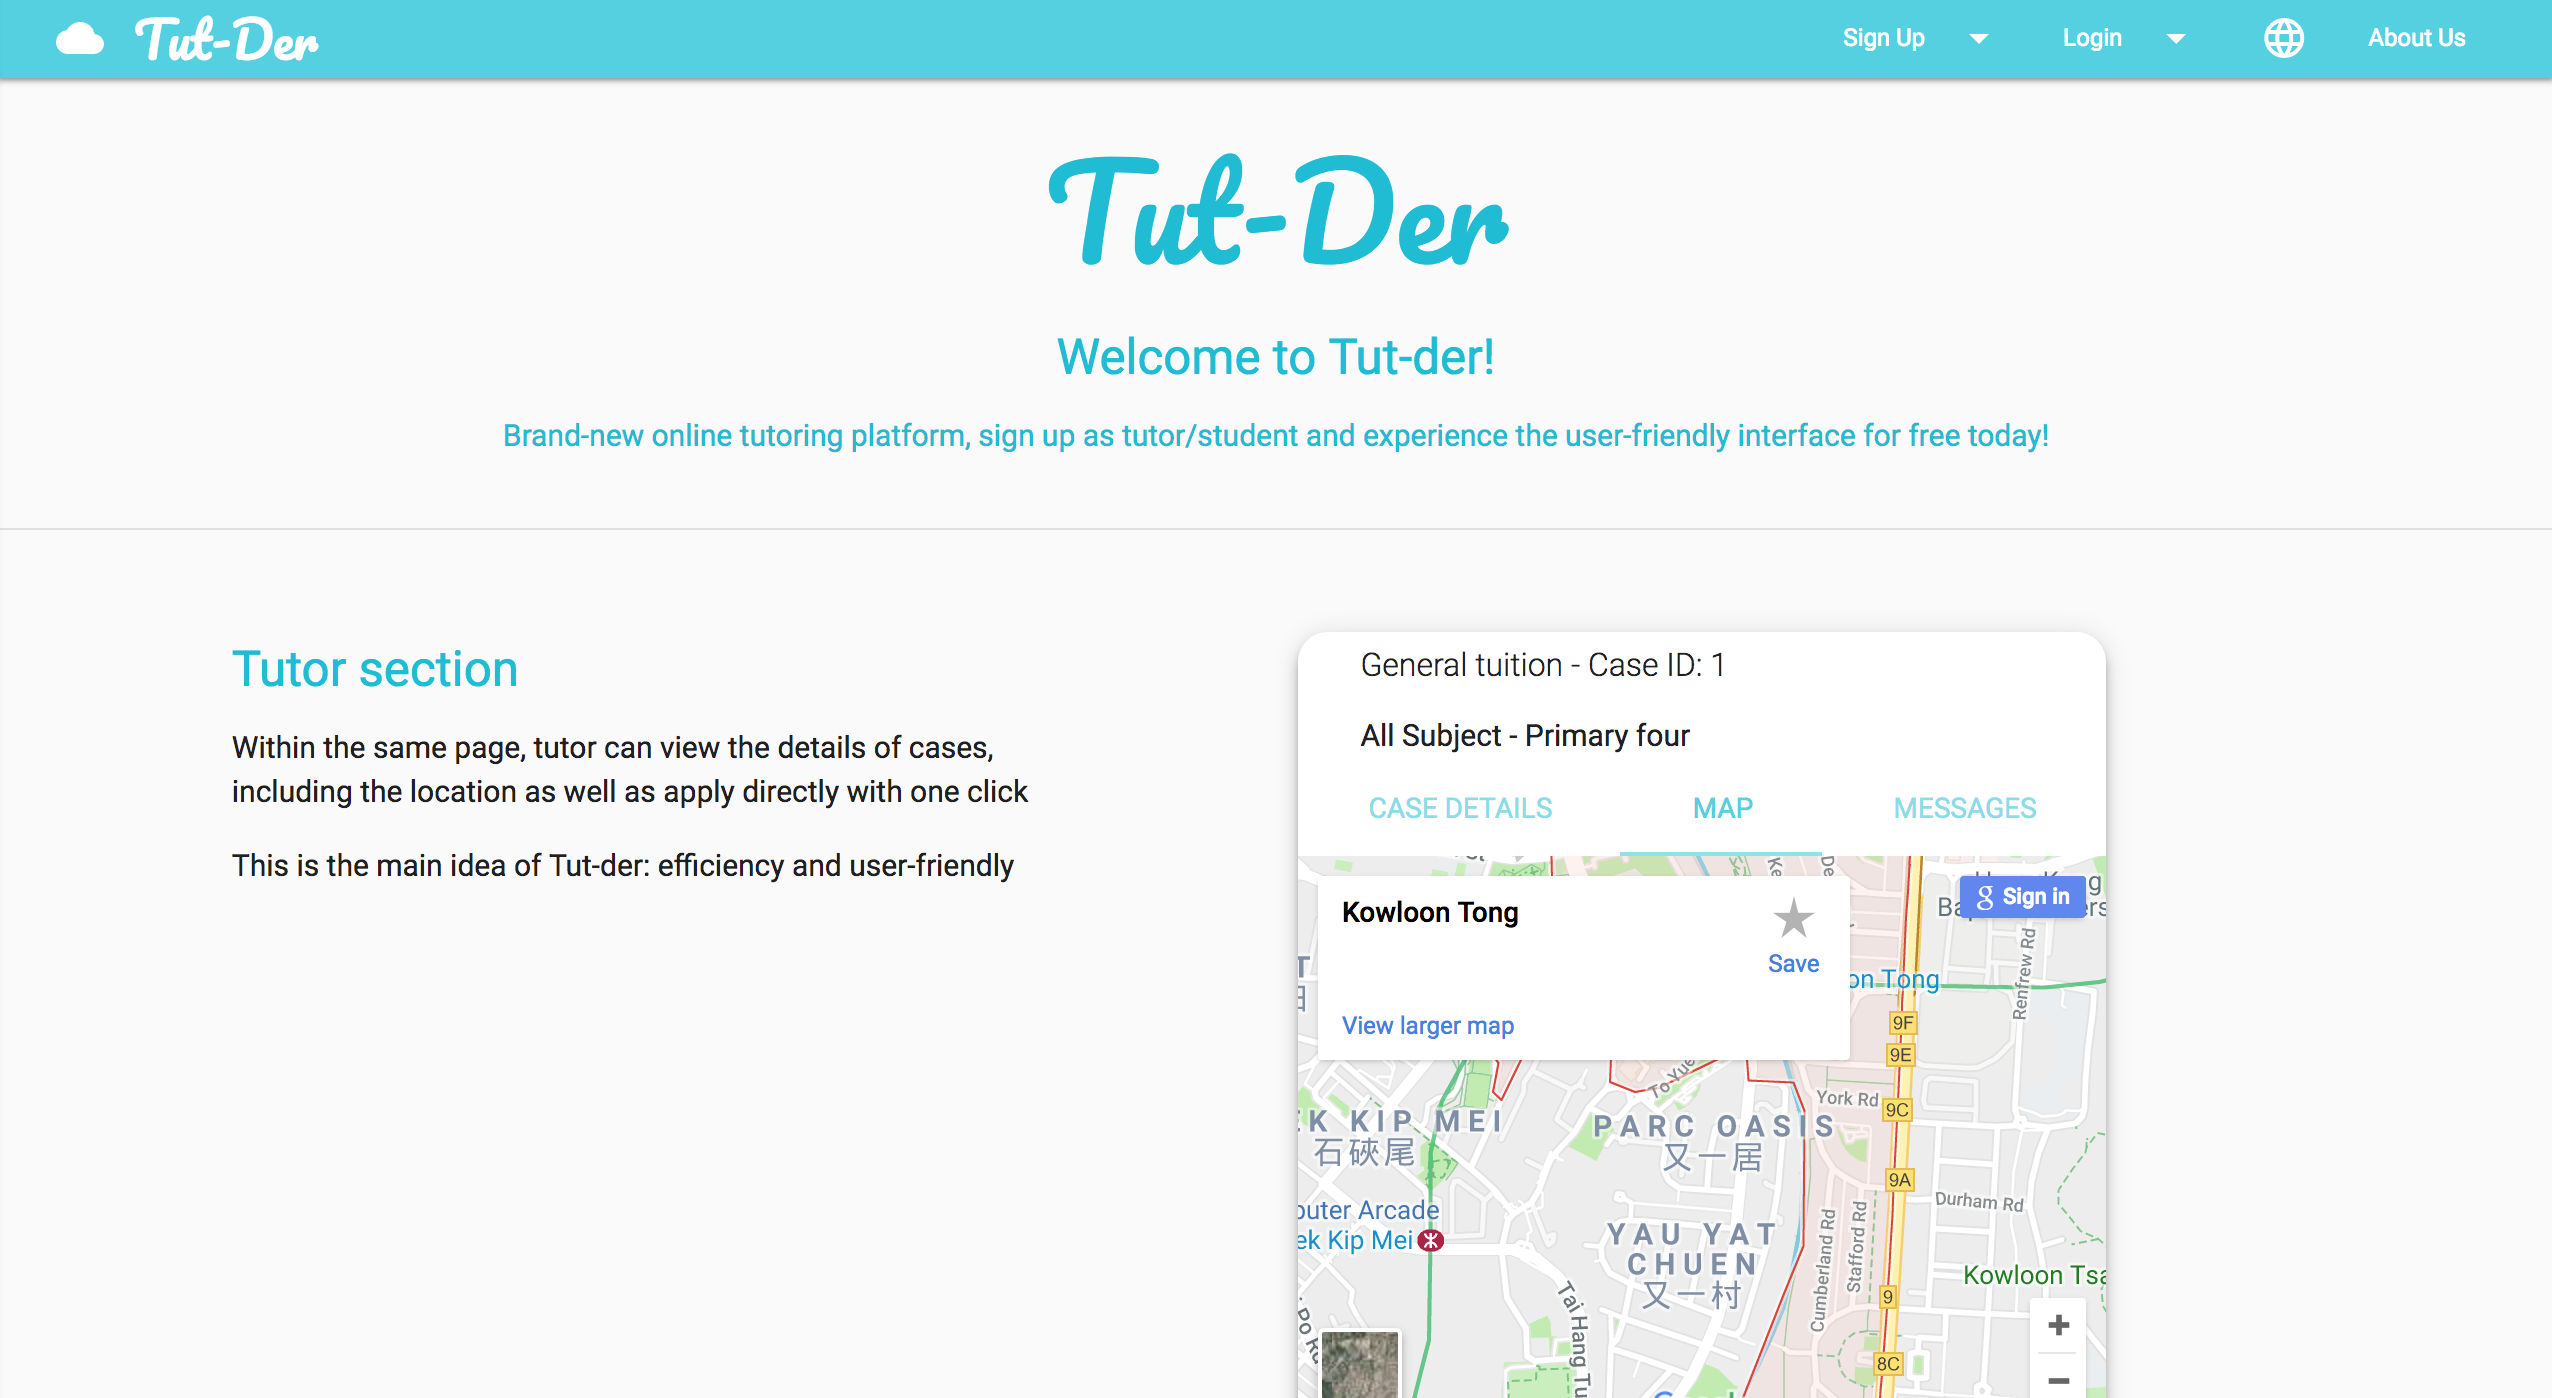 Tut-Der
Sign Up
Login
About Us
Tut-Der
Welcome to Tut-der!
Brand-new online tutoring platform, sign up as tutor/student and experience the user-friendly interface for free today!
Tutor section
Within the same page, tutor can view the details of cases,
including the location as well as apply directly with one click
This is the main idea of Tut-der: efficiency and user-friendly
General tuition - Case ID: 1
All Subject - Primary four
CASE DETAILS
MAP
MESSAGES
Kowloon Tong
Save
View larger map
Sign in
on Tong
Renfrew Rd
9F
9E
To Yue
York Rd
9C
EK KIP MEI
石硤尾
PARC OASIS
又一居
9A
Durham Rd
puter Arcade
ek Kip Mei
YAU YAT
CHUEN
又一村
Cumberland Rd
Stafford Rd
Kowloon Tsa
9
Tai Hang Tu
Po R
8C
+
−